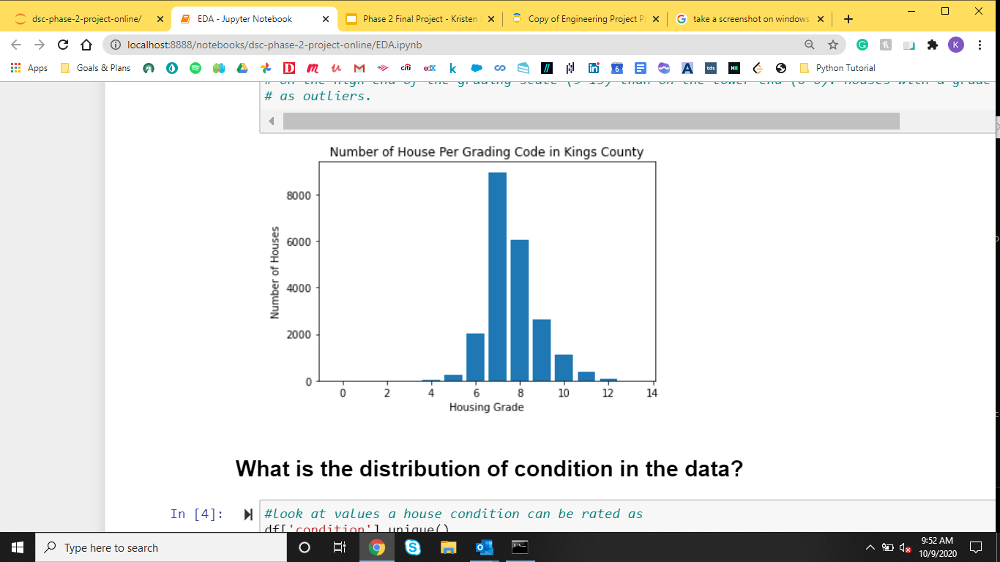 dsc-phase-2-project-online/
EDA - Jupyter Notebook
Phase 2 Final Project - Kristen
Copy of Engineering Project P
take a screenshot on windows
localhost:8888/notebooks/dsc-phase-2-project-online/EDA.ipynb
K
Apps
Goals & Plans
Python Tutorial
# on the high end of the grading scale (9-13) than on the lower end
houses with a grade
# as outliers.
Number of House Per Grading Code in Kings County
Number of Houses
8000
6000
4000
2000
0
0 2 4 6 8 10 12 14
Housing Grade
What is the distribution of condition in the data?
In [4]:
#look at values a house condition can be rated as
df['condition'].unique()
Type here to search
9:52 AM
10/9/2020